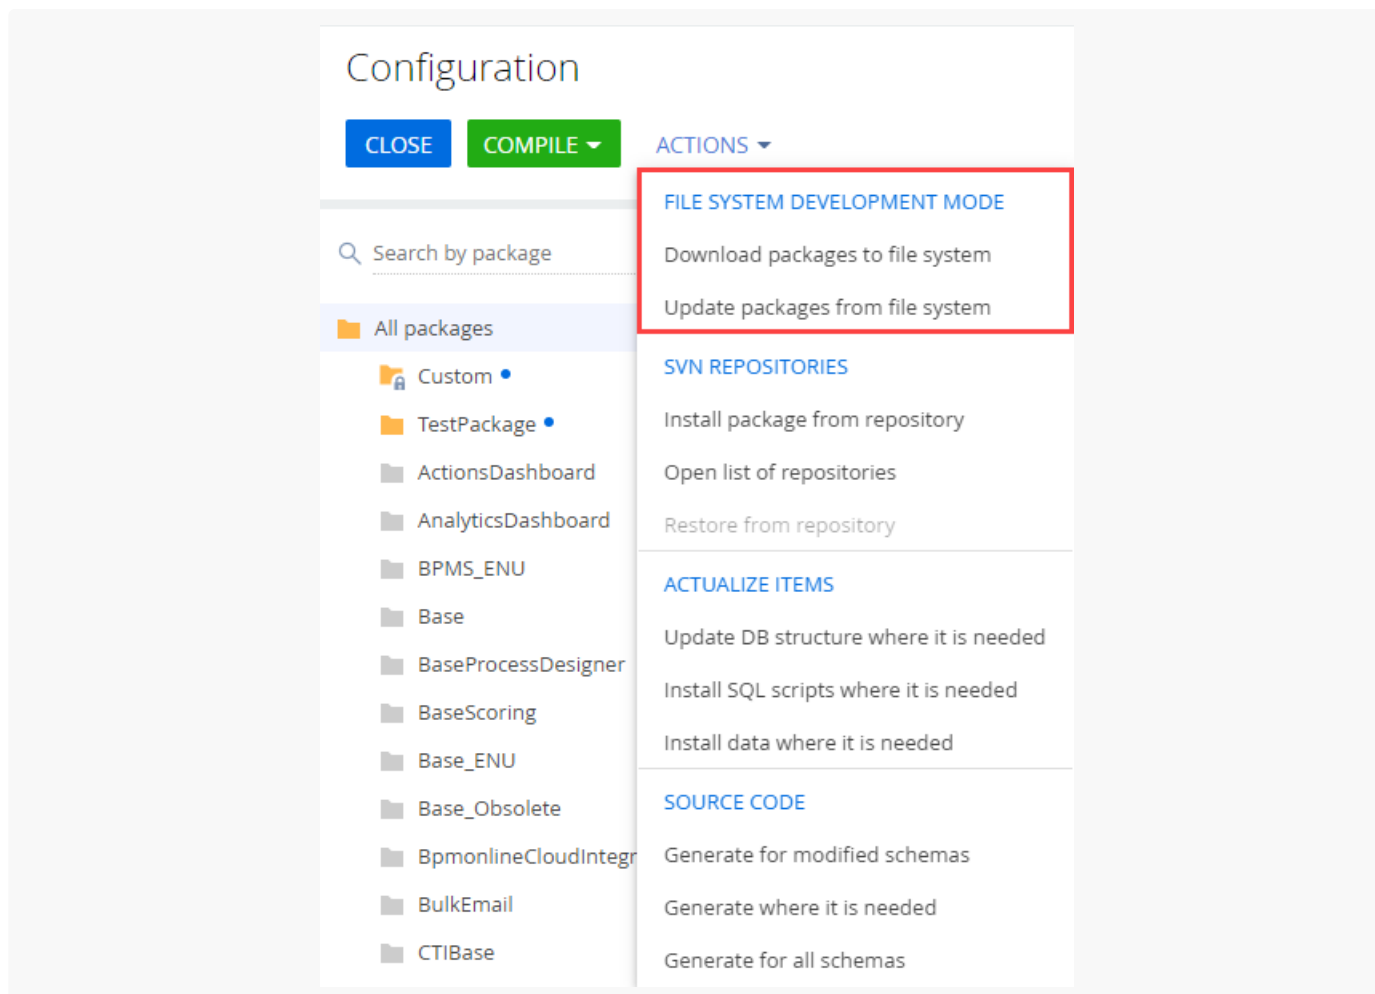 Configuration
CLOSE
COMPILE
ACTIONS
Search by package
All packages
Custom
TestPackage
ActionsDashboard
AnalyticsDashboard
BPMS_ENU
Base
BaseProcessDesigner
BaseScoring
Base_ENU
Base_Obsolete
BpmonlineCloudIntegr
BulkEmail
CTIBase
FILE SYSTEM DEVELOPMENT MODE
Download packages to file system
Update packages from file system
SVN REPOSITORIES
Install package from repository
Open list of repositories
Restore from repository
ACTUALIZE ITEMS
Update DB structure where it is needed
Install SQL scripts where it is needed
Install data where it is needed
SOURCE CODE
Generate for modified schemas
Generate where it is needed
Generate for all schemas